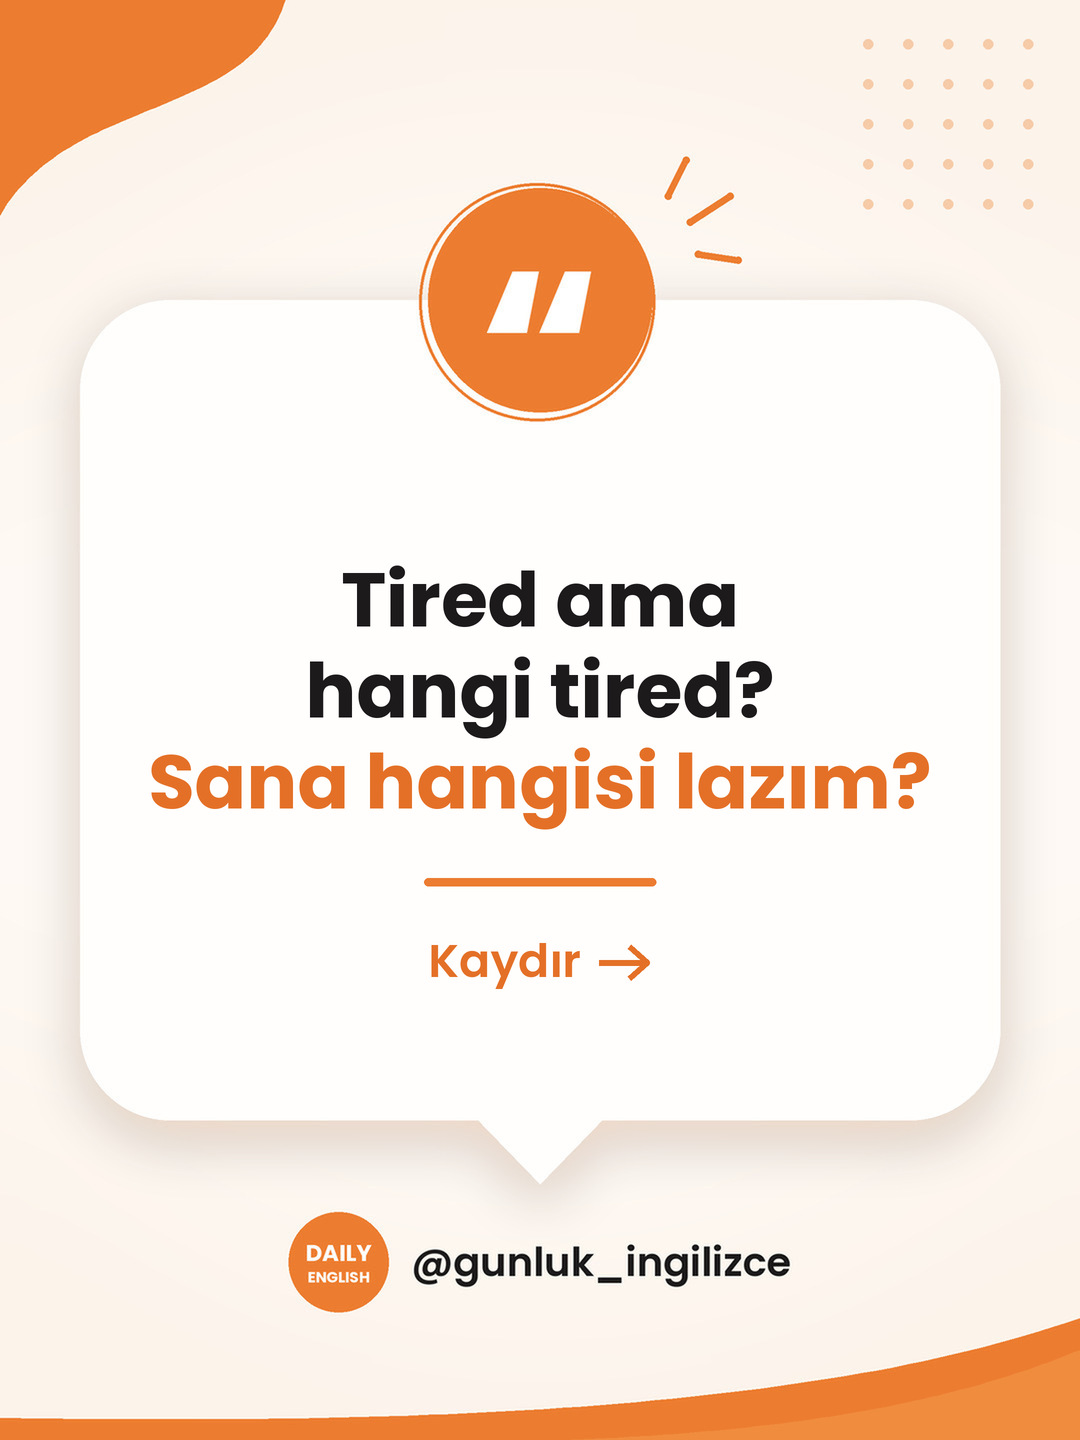 Tired ama
hangi tired?
Sana hangisi lazım?
Kaydır →
DAILY
ENGLISH
@gunluk_ingilizce